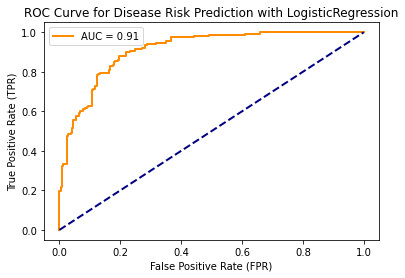 ROC Curve for Disease Risk Prediction with LogisticRegression
AUC = 0.91
True Positive Rate (TPR)
1.0
0.8
0.6
0.4
0.2
0.0
0.0 0.2 0.4 0.6 0.8 1.0
False Positive Rate (FPR)